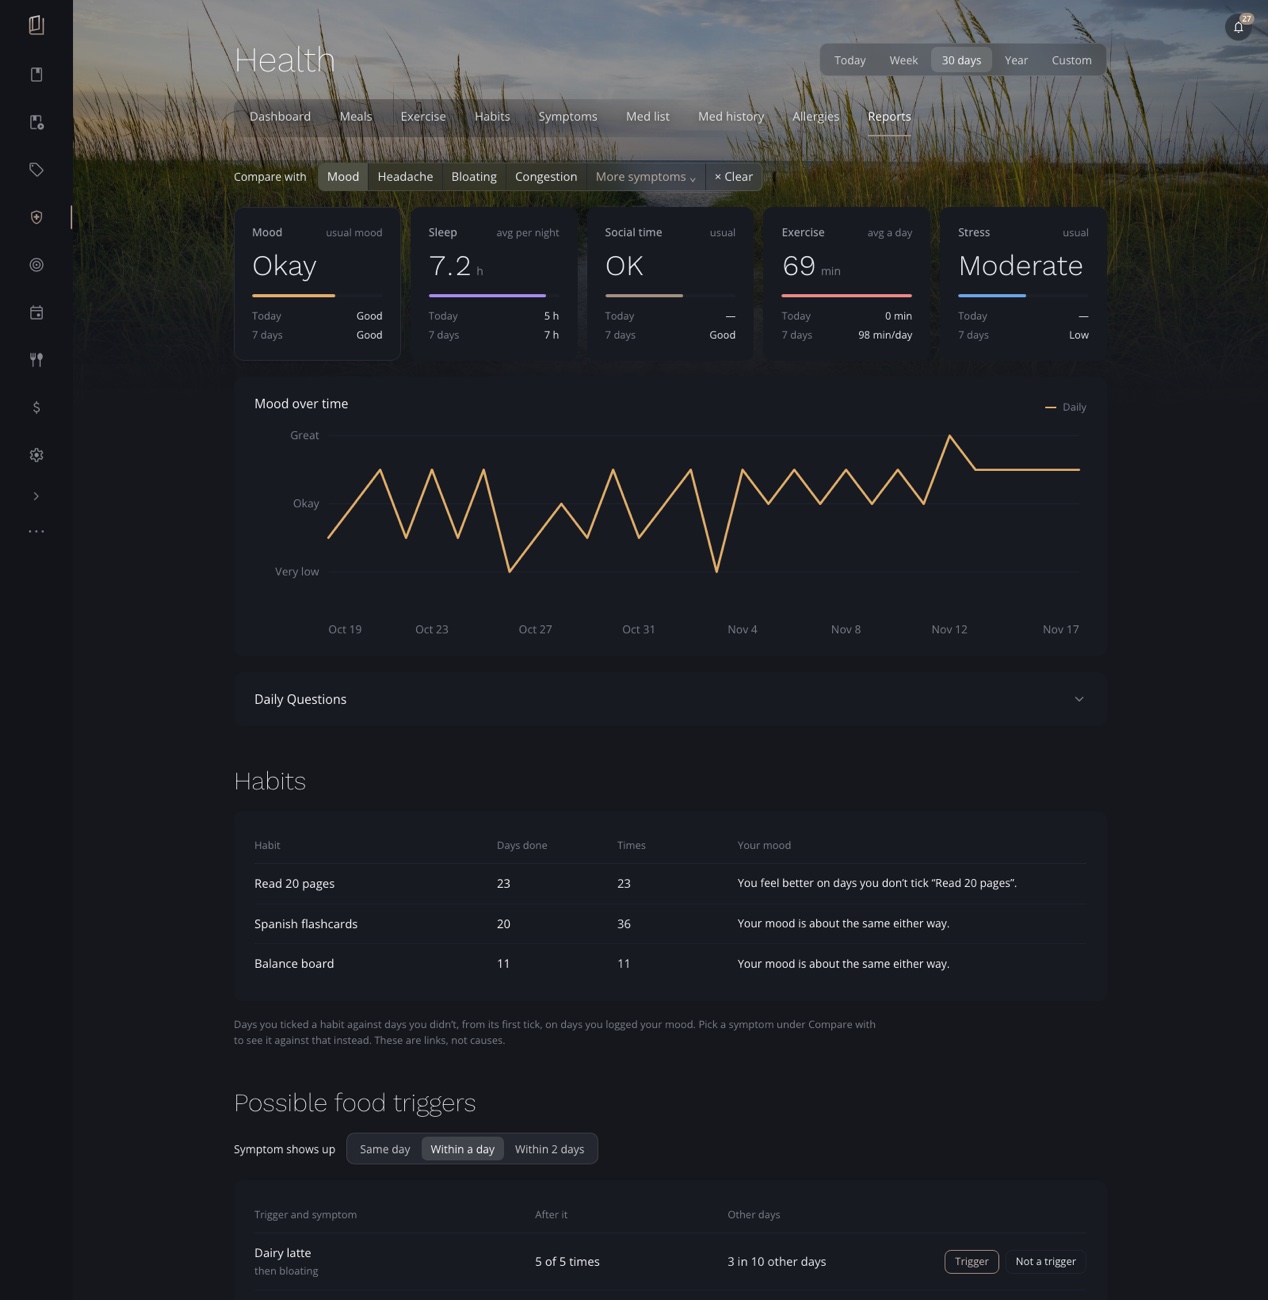 27
Health
Today Week 30 days Year Custom
Dashboard Meals Exercise Habits Symptoms Med list Med history Allergies Reports
Compare with Mood Headache Bloating Congestion More symptoms × Clear
Mood usual mood
Okay
Today Good
7 days Good
Sleep avg per night
7.2 h
Today 5 h
7 days 7 h
Social time usual
OK
Today —
7 days Good
Exercise avg a day
69 min
Today 0 min
7 days 98 min/day
Stress usual
Moderate
Today —
7 days Low
Mood over time
Daily
Great
Okay
Very low
Oct 19 Oct 23 Oct 27 Oct 31 Nov 4 Nov 8 Nov 12 Nov 17
Daily Questions
Habits
Habit Days done Times Your mood
Read 20 pages 23 23 You feel better on days you don’t tick “Read 20 pages”.
Spanish flashcards 20 36 Your mood is about the same either way.
Balance board 11 11 Your mood is about the same either way.
Days you ticked a habit against days you didn’t, from its first tick, on days you logged your mood. Pick a symptom under Compare with
to see it against that instead. These are links, not causes.
Possible food triggers
Symptom shows up Same day Within a day Within 2 days
Trigger and symptom After it Other days
Dairy latte 5 of 5 times 3 in 10 other days Trigger Not a trigger
then bloating